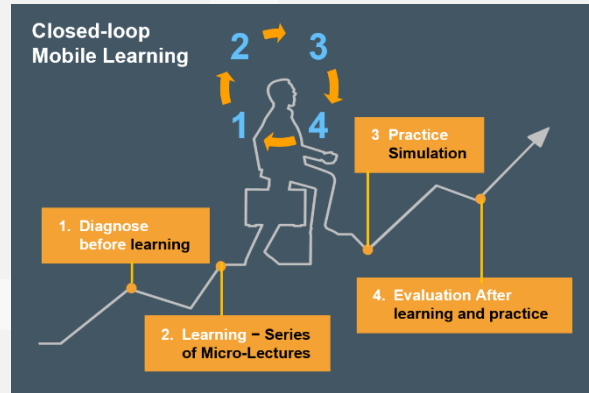 Closed-loop
Mobile Learning
2
3
1
4
3 Practice
Simulation
1. Diagnose
before learning
2. Learning – Series
of Micro-Lectures
4. Evaluation After
learning and practice